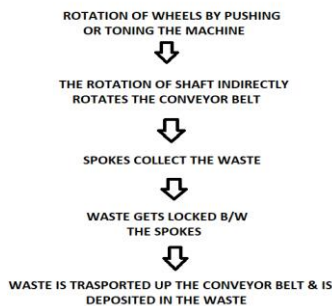 ROTATION OF WHEELS BY PUSHING
OR TONING THE MACHINE
THE ROTATION OF SHAFT INDIRECTLY
ROTATES THE CONVEYOR BELT
SPOKES COLLECT THE WASTE
WASTE GETS LOCKED B/W
THE SPOKES
WASTE IS TRASPORTED UP THE CONVEYOR BELT & IS
DEPOSITED IN THE WASTE